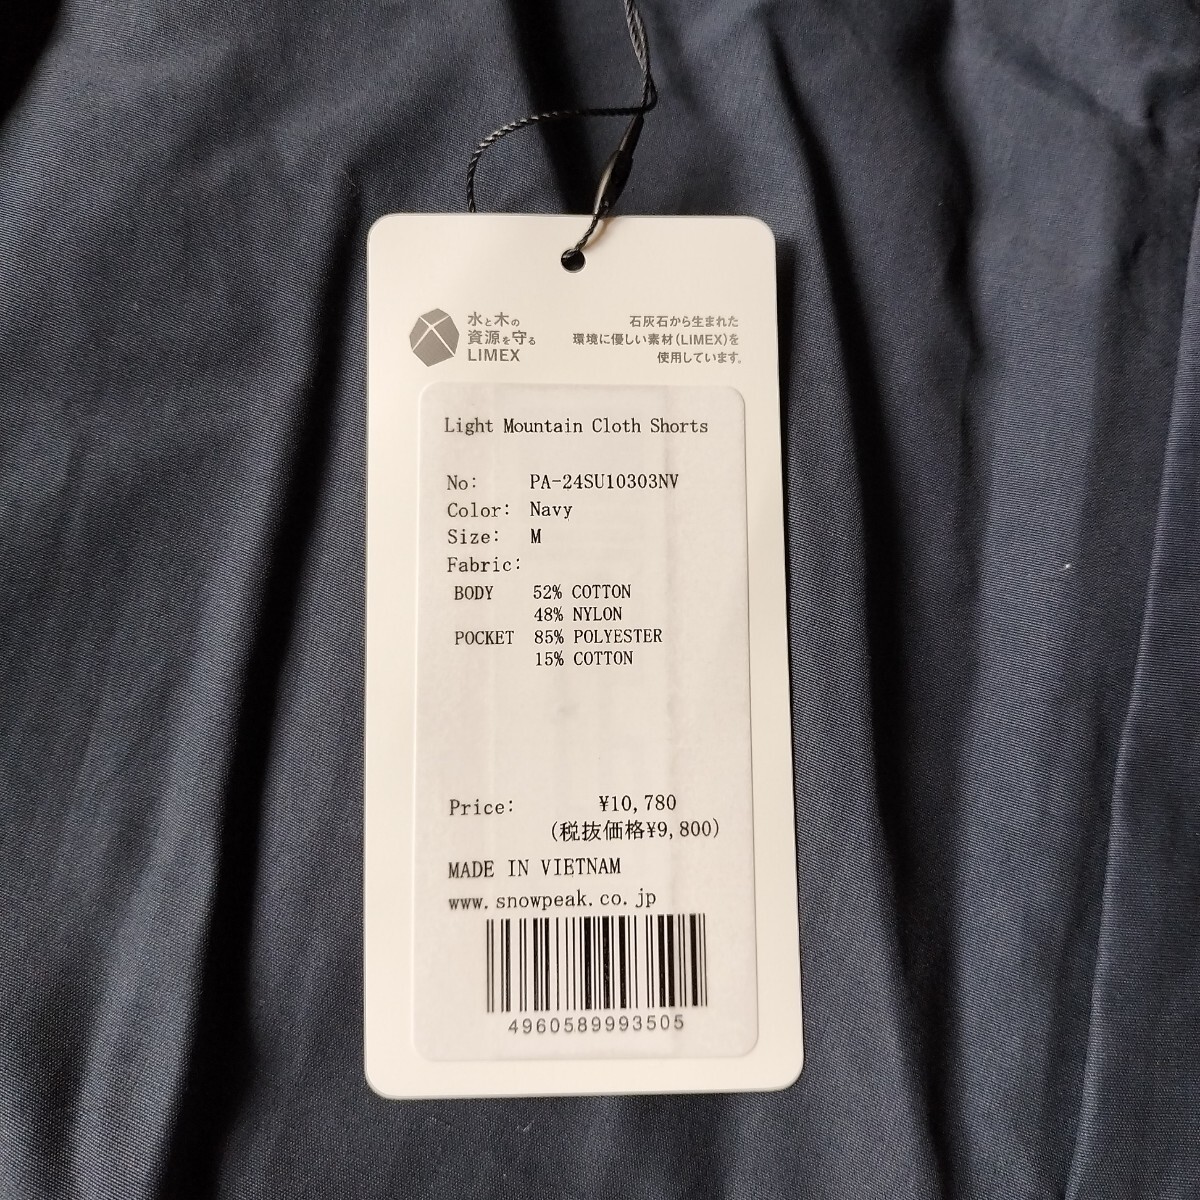 水と木の
資源を守る
LIMEX
石灰石から生まれた
環境に優しい素材(LIMEX)を
使用しています。
Light Mountain Cloth Shorts
No: PA-24SU10303NV
Color: Navy
Size: M
Fabric:
BODY 52% COTTON
48% NYLON
POCKET 85% POLYESTER
15% COTTON
Price: ¥10,780
(税抜価格¥9,800)
MADE IN VIETNAM
www.snowpeak.co.jp
4960589993505